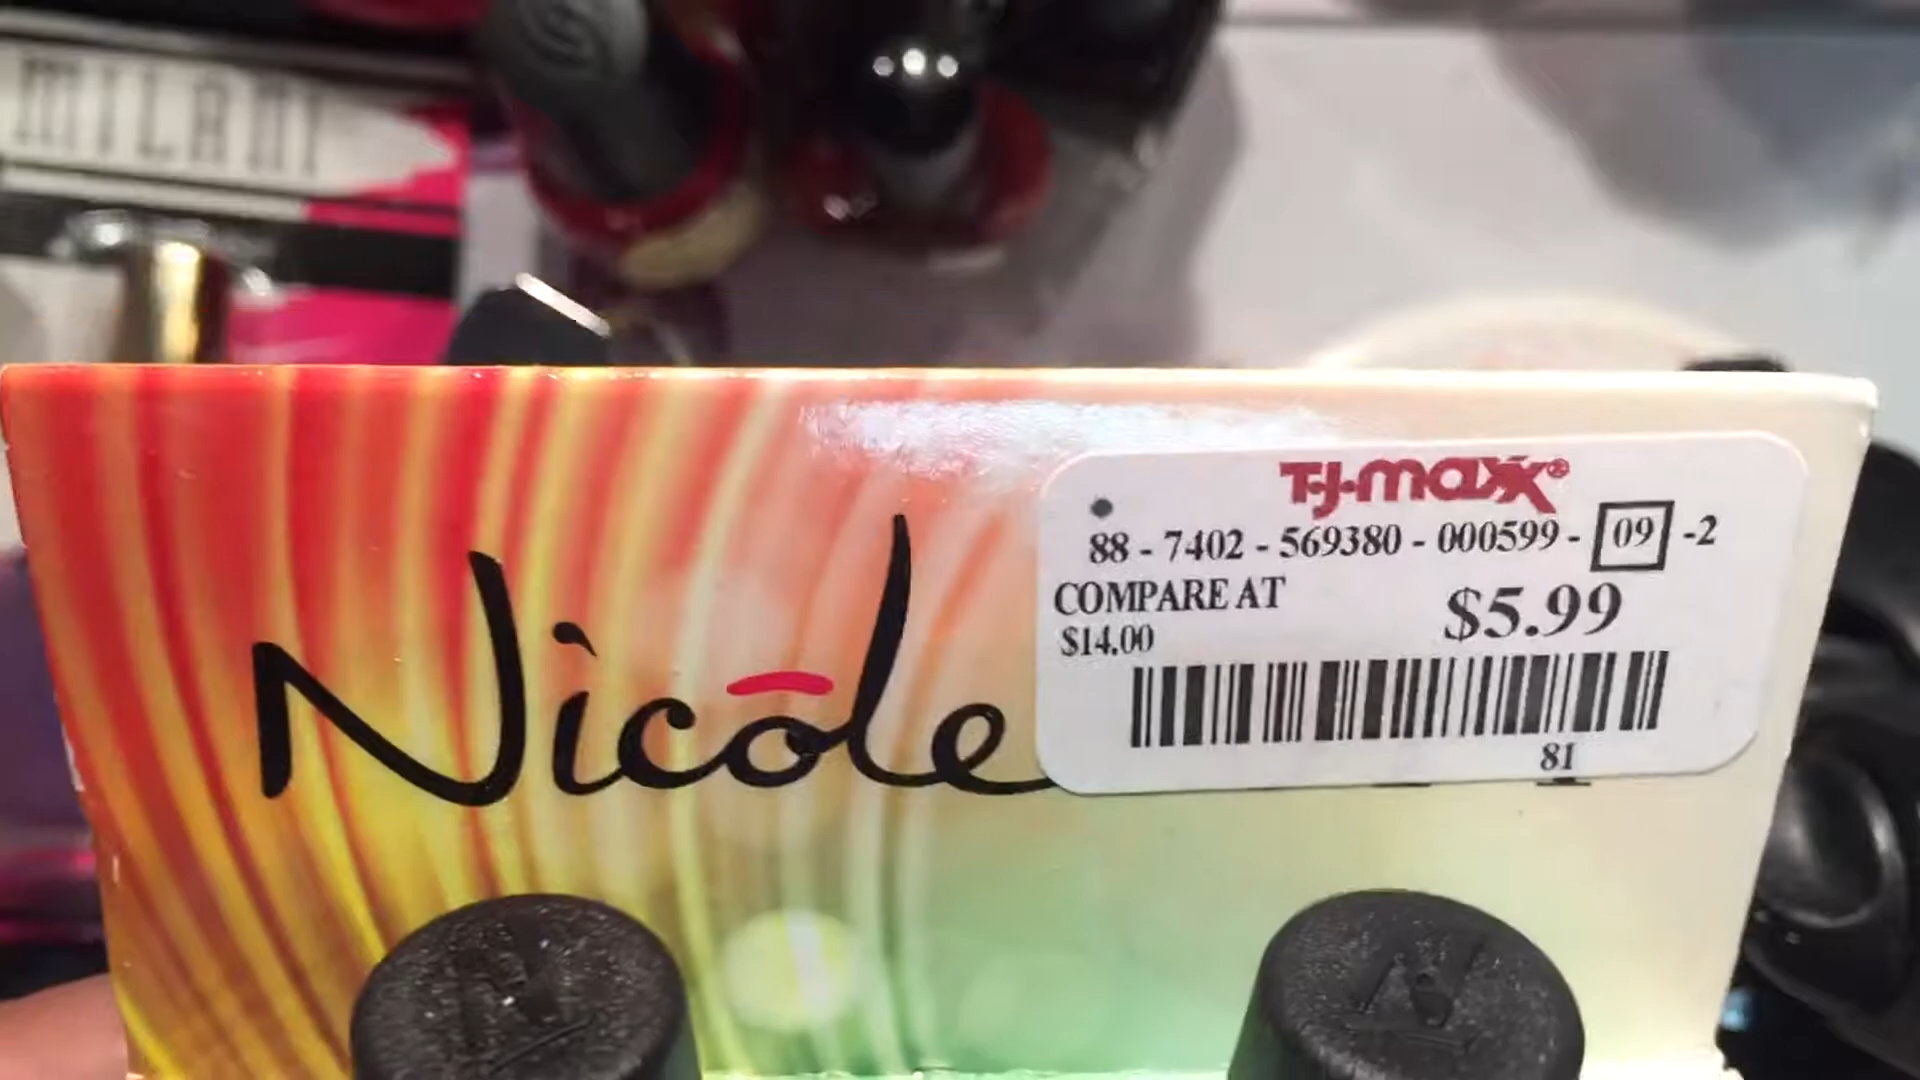 MILANI
T·J·maxx®
88 - 7402 - 569380 - 000599 - 09 -2
COMPARE AT
$14.00
$5.99
81
Nicole
N
N